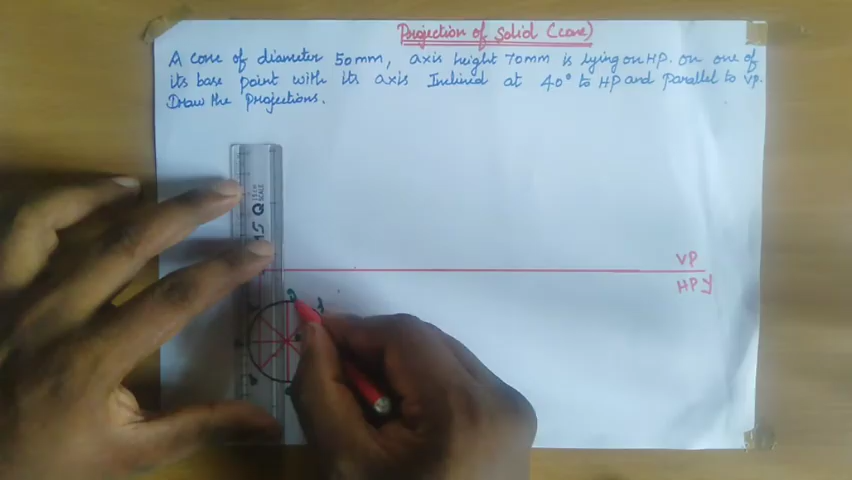 Projection of Solid (cone)
A Cone of diameter 50mm, axis height 70mm is lying on HP. on one of
its base point with its axis Inclined at 40° to HP and parallel to VP.
Draw the Projections.
VP
HP y
SCALE